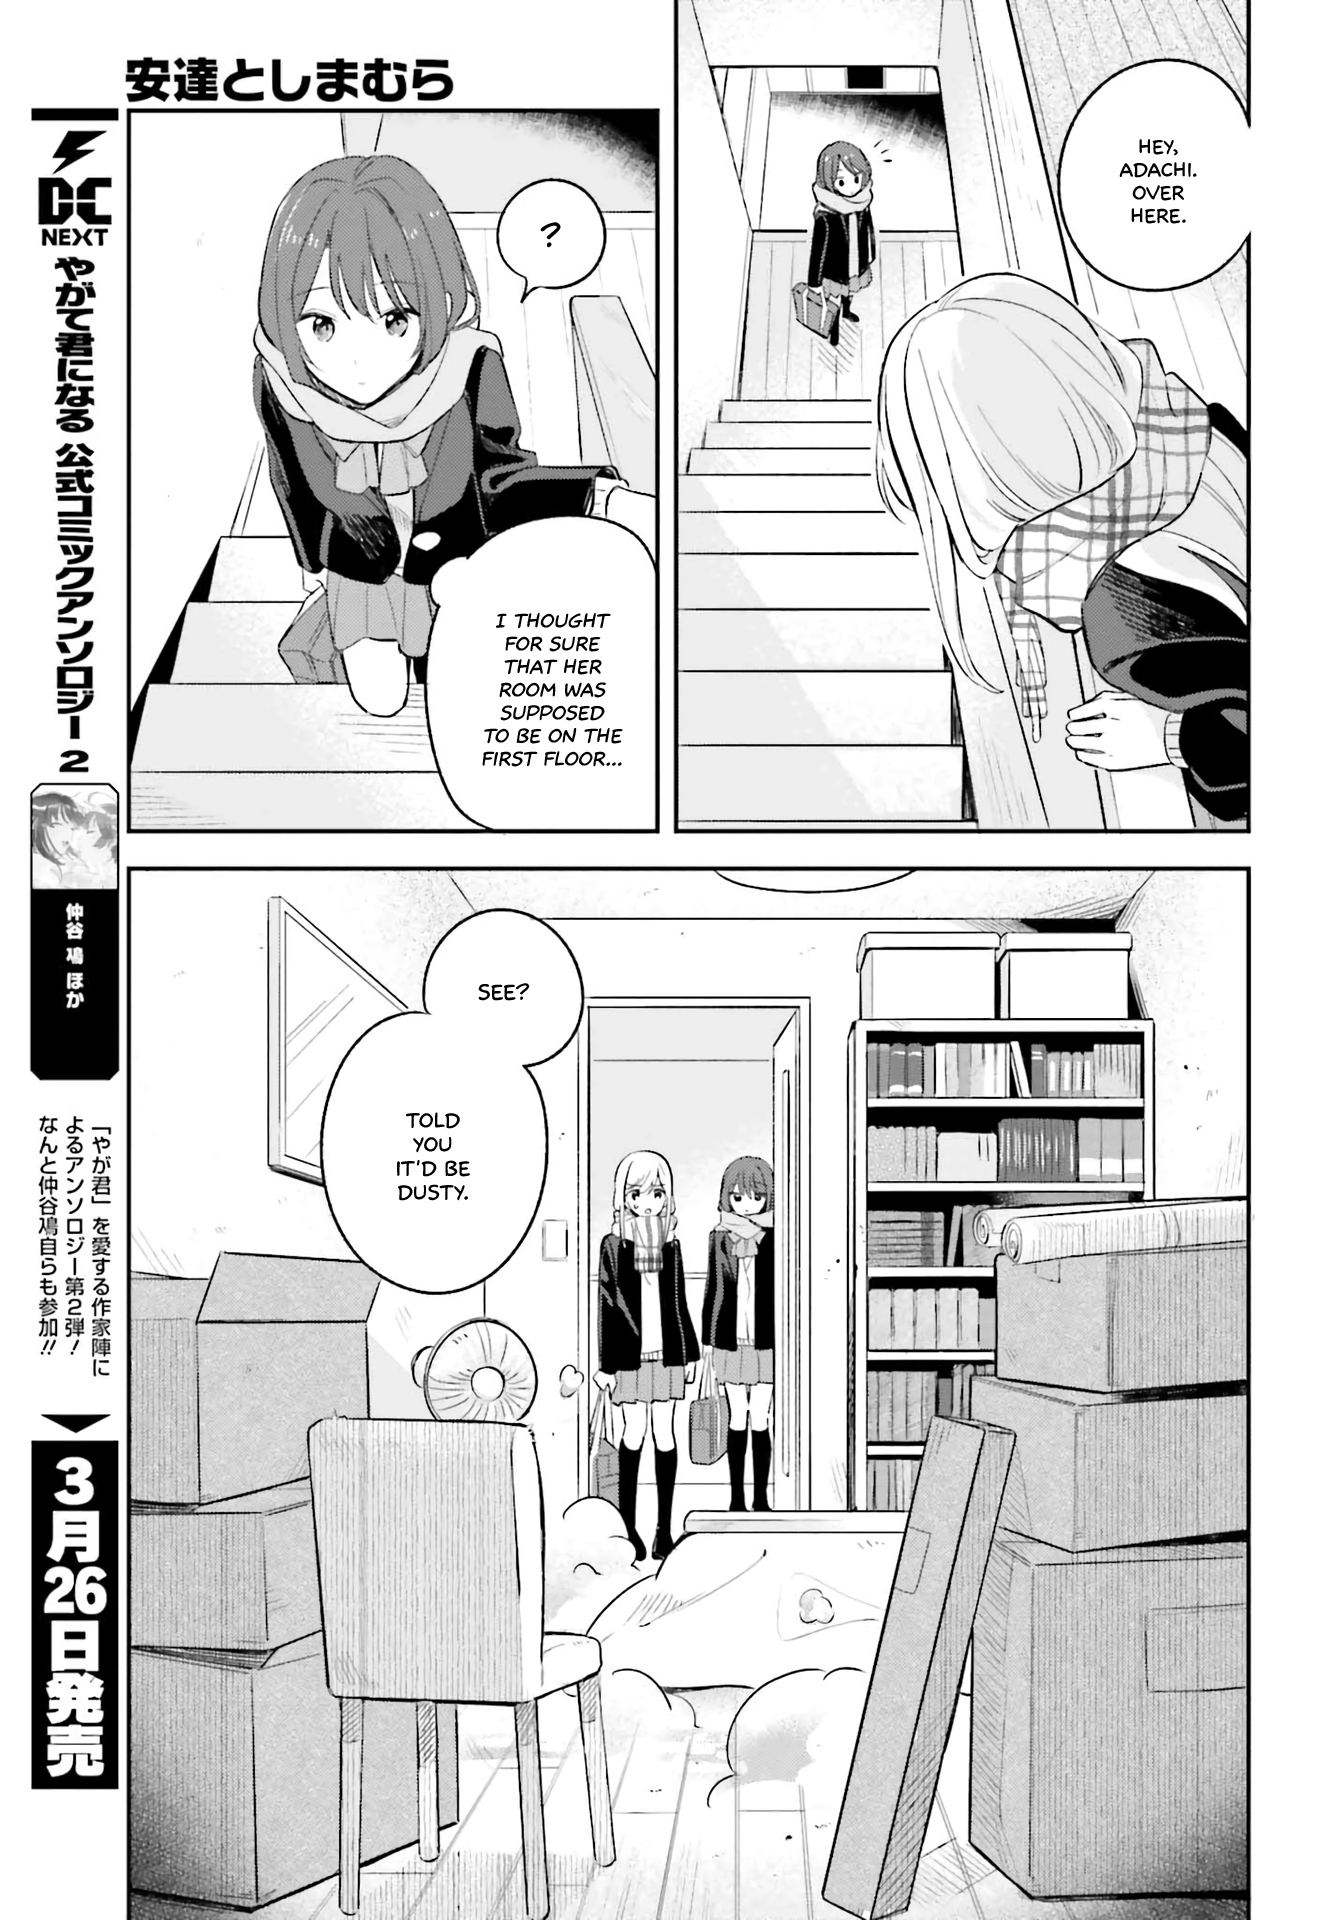 安達としまむら
HEY,
ADACHI.
OVER
HERE.
?
I THOUGHT
FOR SURE
THAT HER
ROOM WAS
SUPPOSED
TO BE ON THE
FIRST FLOOR...
SEE?
TOLD
YOU
IT'D BE
DUSTY.
DC
NEXT
やがて君になる 公式コミックアンソロジー 2
仲谷 鳰 ほか
「やが君」を愛する作家陣に
よるアンソロジー第2弾!
なんと仲谷鳰自らも参加!!
3月26日発売